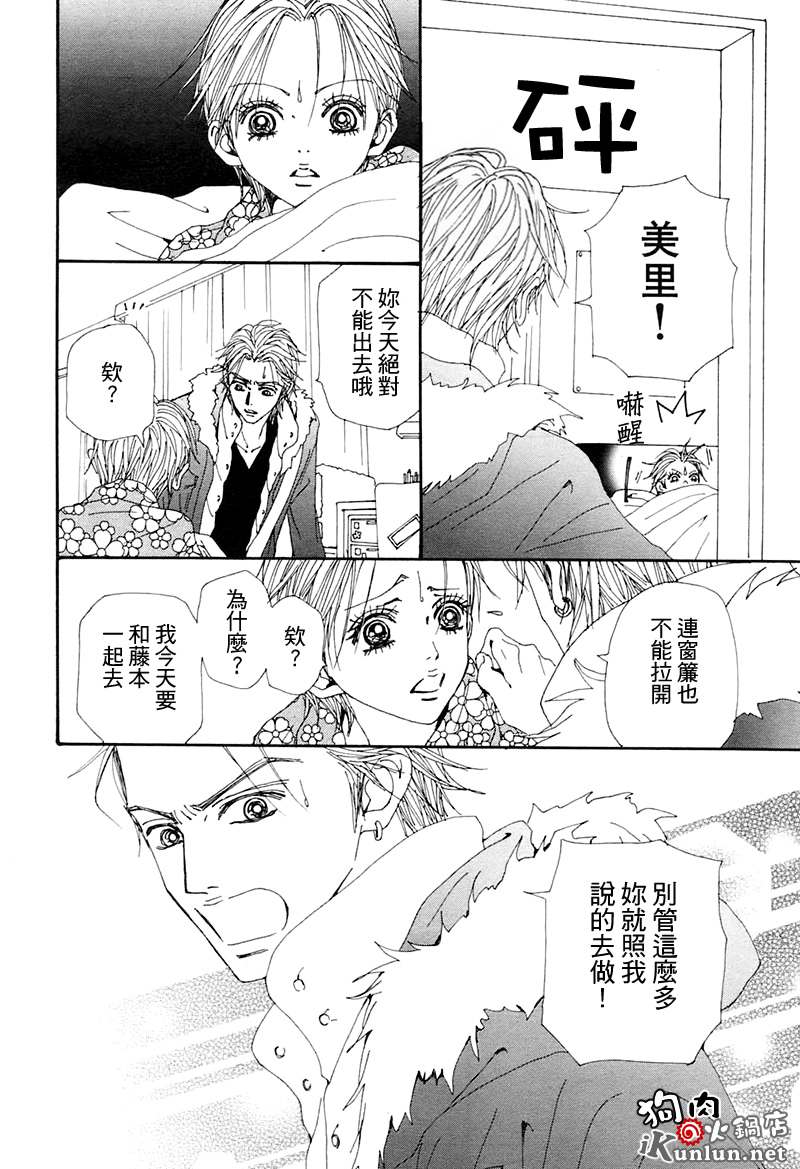 砰
美里！
嚇醒
妳今天絕對
不能出去哦
欸？
連窗簾也
不能拉開
欸？
為什麼？
我今天要
和藤本
一起去
別管這麼多
妳就照我
說的去做！
狗肉火鍋店
iKunlun.net